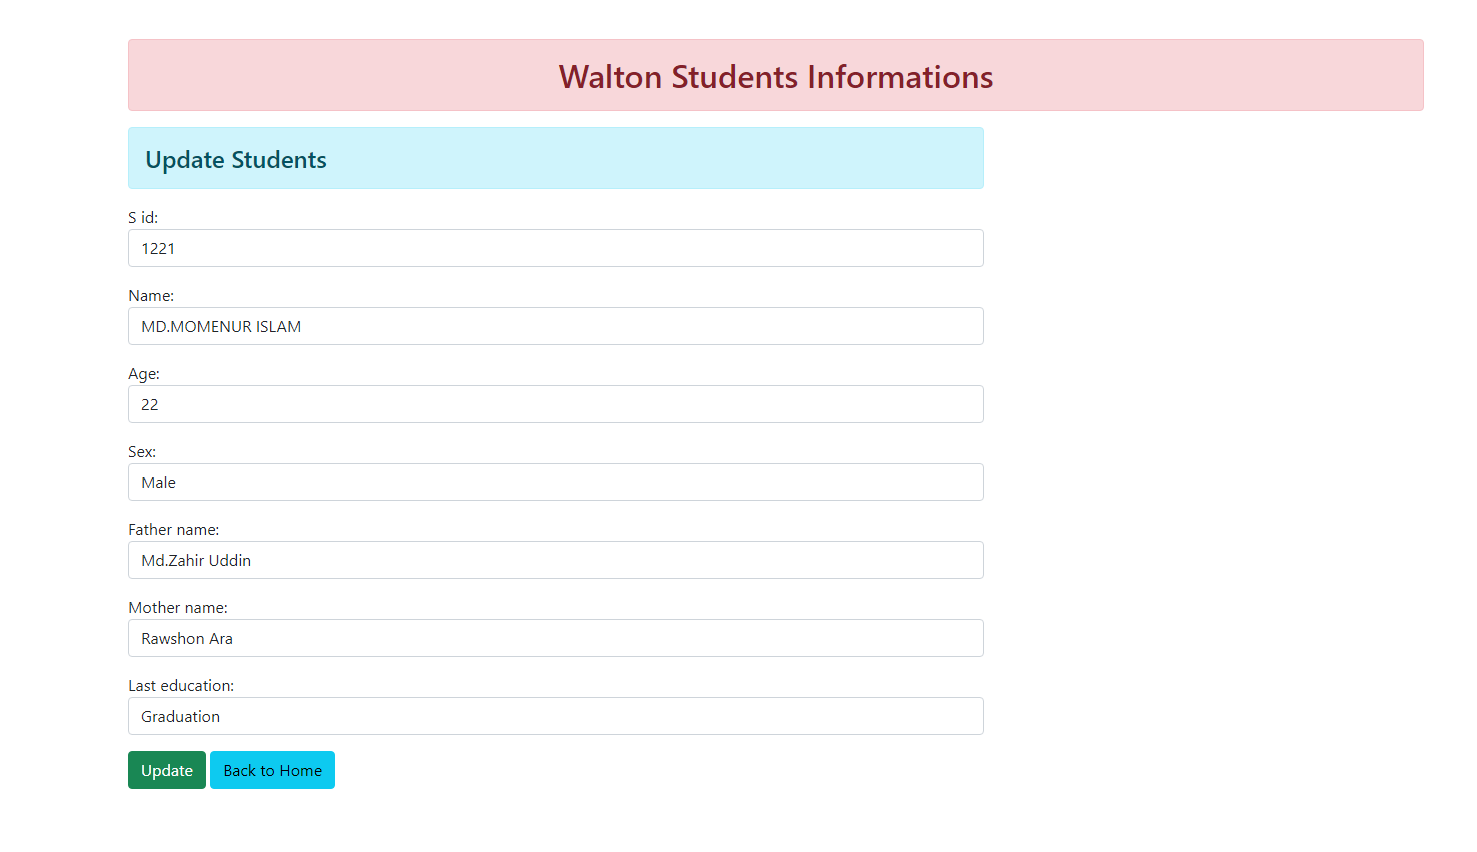 Walton Students Informations
Update Students
S id:
1221
Name:
MD.MOMENUR ISLAM
Age:
22
Sex:
Male
Father name:
Md.Zahir Uddin
Mother name:
Rawshon Ara
Last education:
Graduation
Update Back to Home